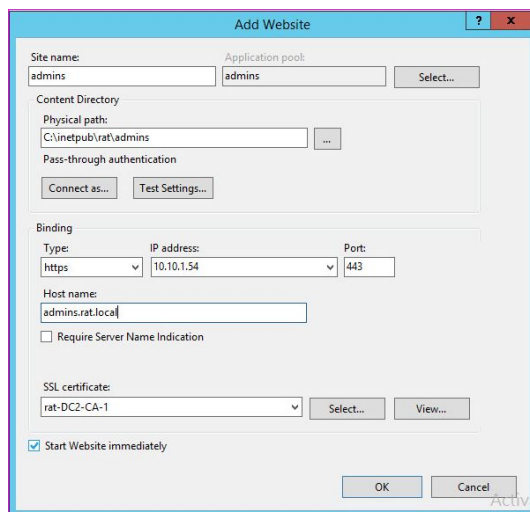 Add Website
? x
Site name: Application pool:
admins admins Select...
Content Directory
Physical path:
C:\inetpub\rat\admins ...
Pass-through authentication
Connect as... Test Settings...
Binding
Type: IP address: Port:
https 10.10.1.54 443
Host name:
admins.rat.local
Require Server Name Indication
SSL certificate:
rat-DC2-CA-1 Select... View...
Start Website immediately
OK Cancel
Activ